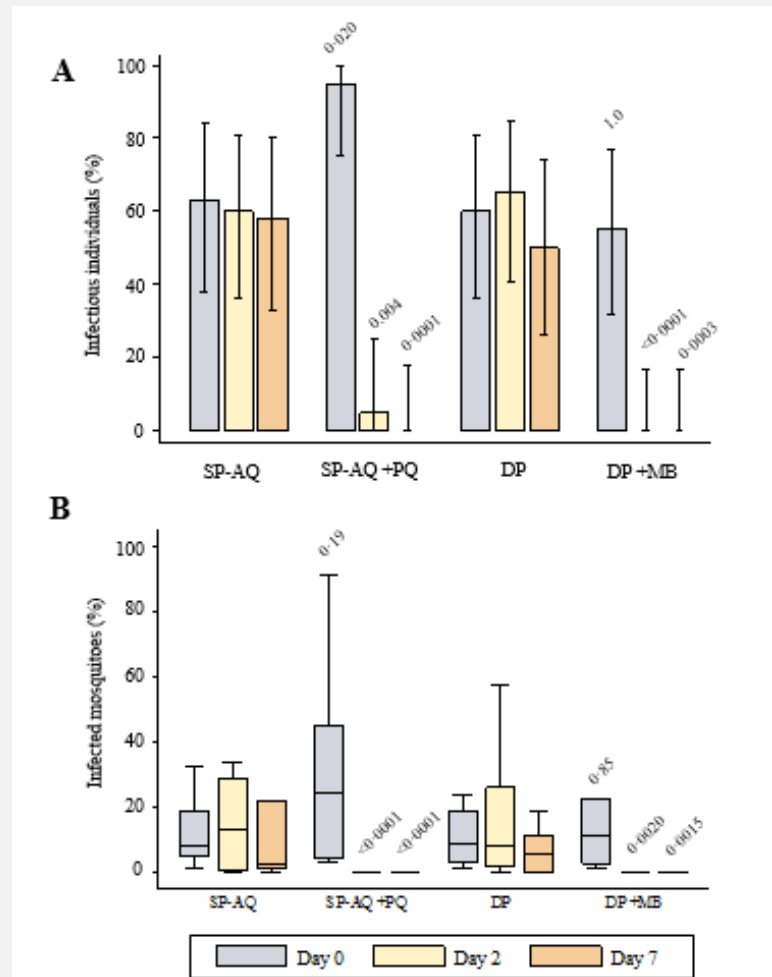 A
Infectious individuals (%)
100
80
60
40
20
0
0·020
0.004
0·0001
1.0
<0·0001
0·0003
SP-AQ
SP-AQ +PQ
DP
DP +MB
B
Infected mosquitoes (%)
100
80
60
40
20
0
0·19
<0·0001
<0·0001
0·85
0·0020
0·0015
SP-AQ
SP-AQ +PQ
DP
DP +MB
Day 0
Day 2
Day 7